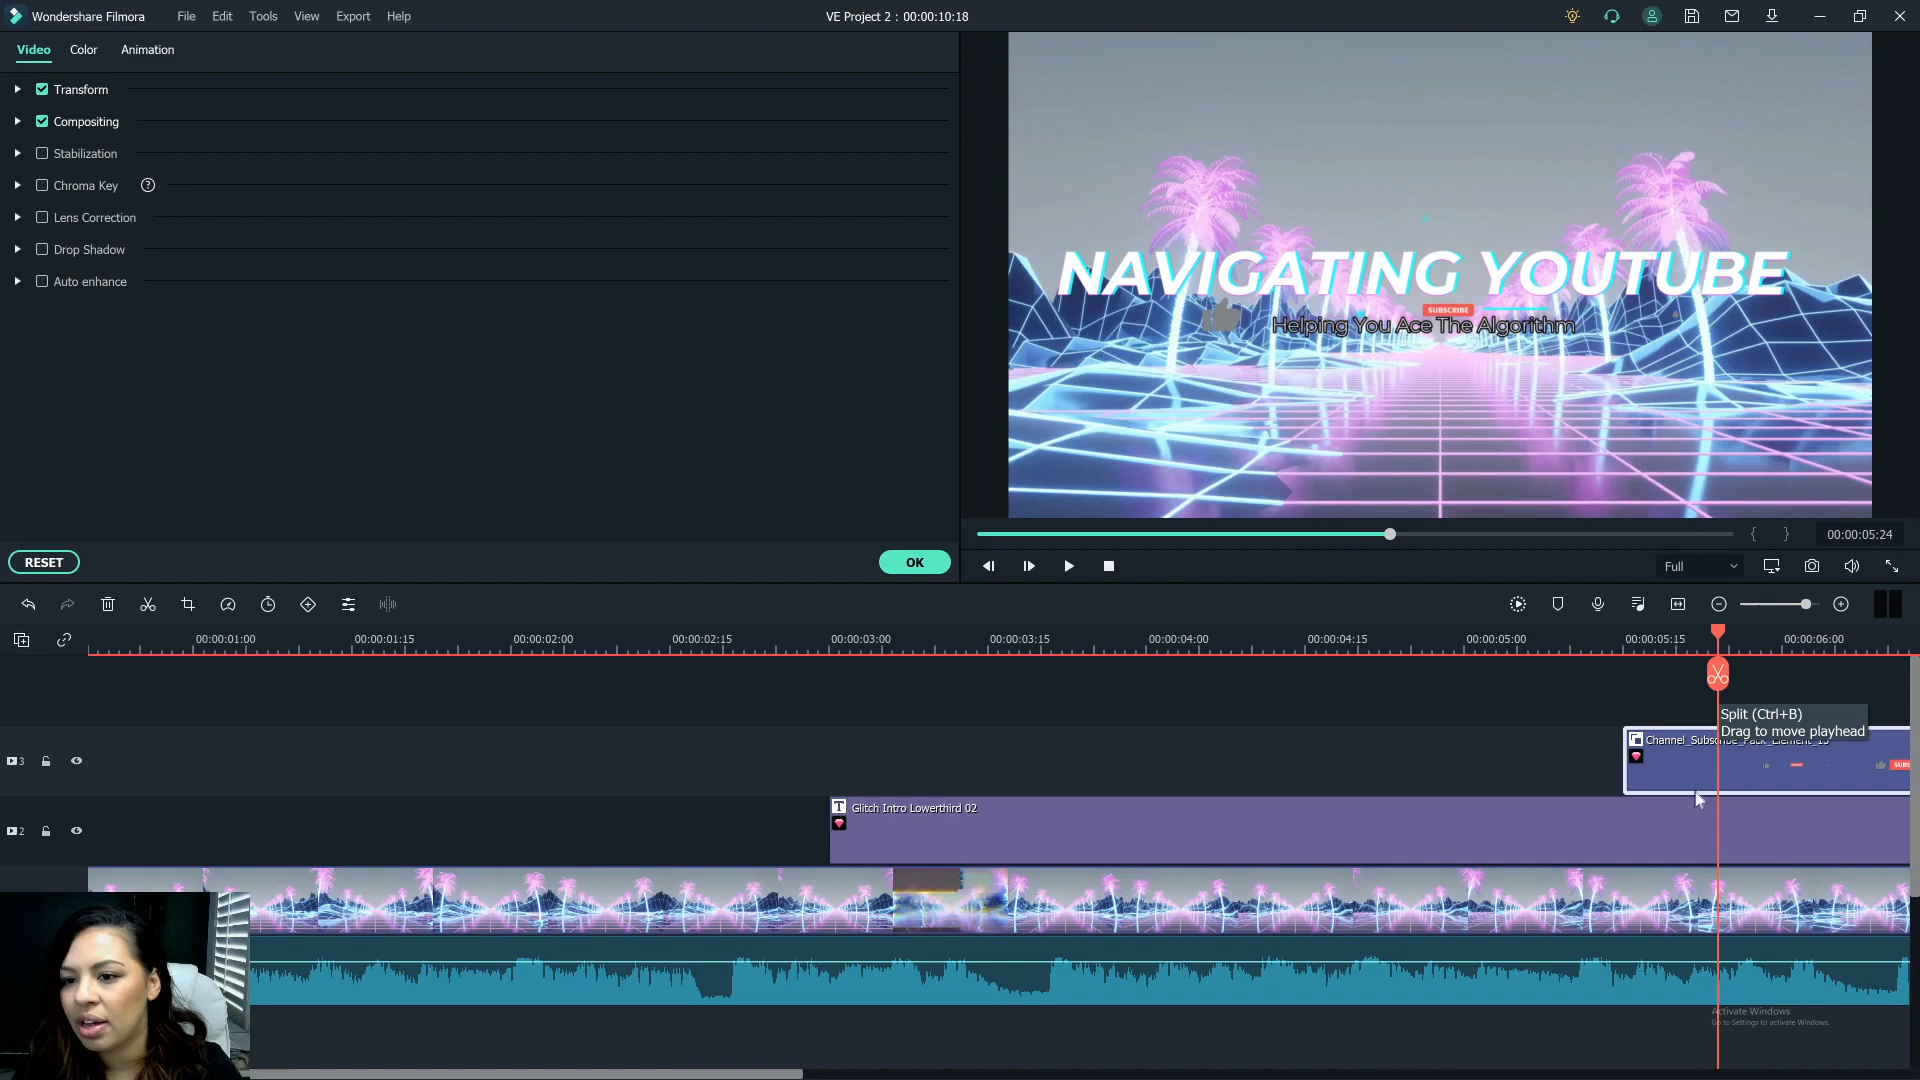 Wondershare Filmora
File Edit Tools View Export Help
VE Project 2 : 00:00:10:18
Video Color Animation
Transform
Compositing
Stabilization
Chroma Key ?
Lens Correction
Drop Shadow
Auto enhance
RESET
OK
NAVIGATING YOUTUBE
SUBSCRIBE
Helping You Ace The Algorithm
{ } 00:00:05:24
Full
00:00:01:00 00:00:01:15 00:00:02:00 00:00:02:15 00:00:03:00 00:00:03:15 00:00:04:00 00:00:04:15 00:00:05:00 00:00:05:15 00:00:06:00
Split (Ctrl+B)
Drag to move playhead
3
Channel_Subscribe_Pack_Element_15
SUBS
2
T Glitch Intro Lowerthird 02
Activate Windows
Go to Settings to activate Windows.